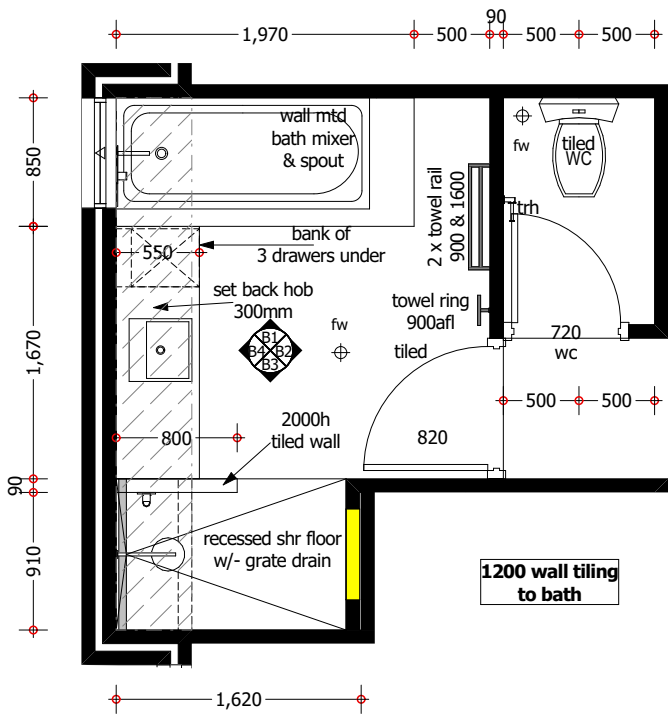 90
1,970
500
500
500
850
wall mtd
bath mixer
& spout
2 x towel rail
900 & 1600
fw
tiled
WC
trh
550
bank of
3 drawers under
set back hob
300mm
fw
towel ring
900afl
tiled
B1
B4
B2
B3
720
wc
1,670
500
500
800
2000h
tiled wall
820
90
910
recessed shr floor
w/- grate drain
1200 wall tiling
to bath
1,620